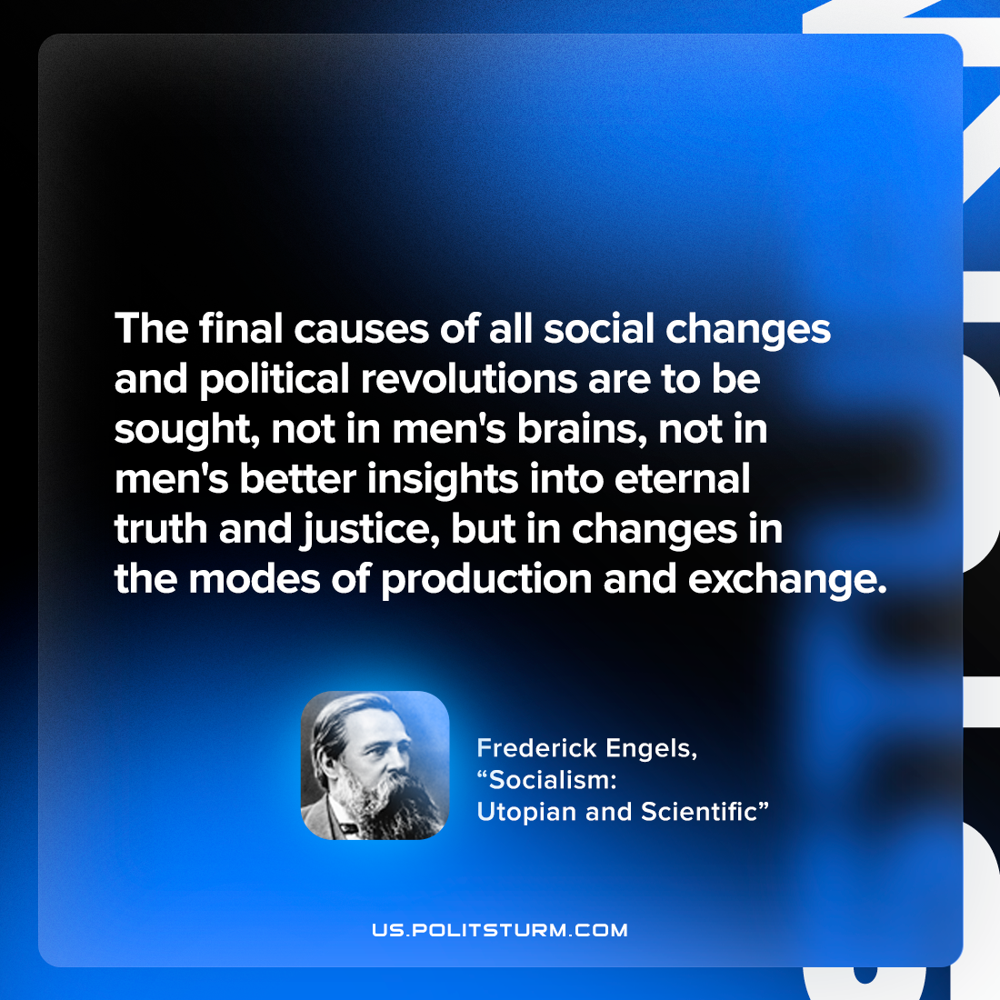 The final causes of all social changes
and political revolutions are to be
sought, not in men's brains, not in
men's better insights into eternal
truth and justice, but in changes in
the modes of production and exchange.
Frederick Engels,
“Socialism:
Utopian and Scientific”
US.POLITSTURM.COM